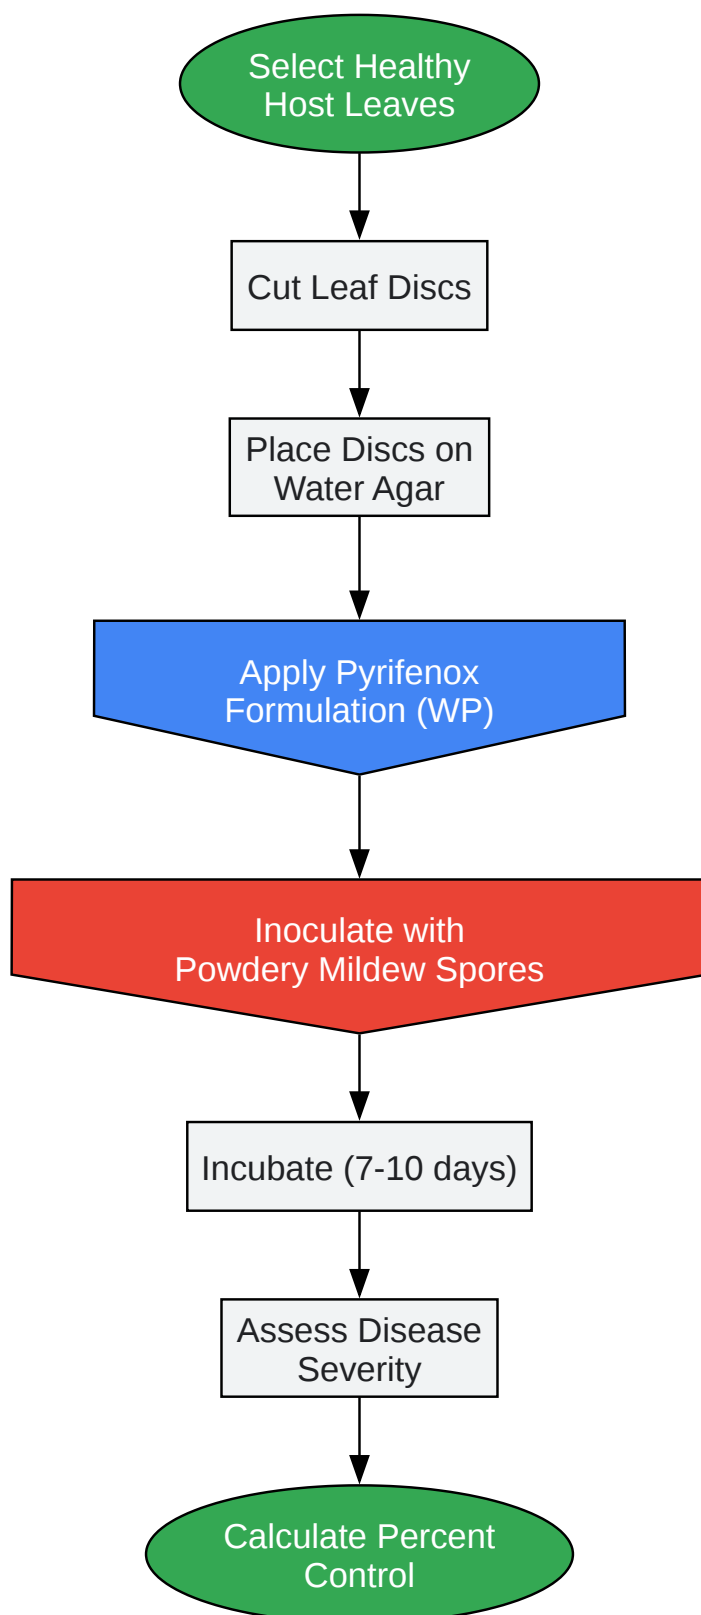 Select Healthy
Host Leaves
Cut Leaf Discs
Place Discs on
Water Agar
Apply Pyrifenox
Formulation (WP)
Inoculate with
Powdery Mildew Spores
Incubate (7-10 days)
Assess Disease
Severity
Calculate Percent
Control